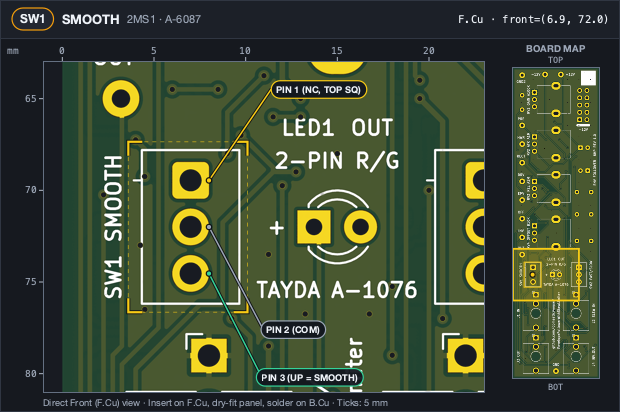 SW1 SMOOTH 2MS1 · A-6087
F.Cu · front=(6.9, 72.0)
mm 0 5 10 15 20
BOARD MAP
TOP
65
70
75
80
PIN 1 (NC, TOP SQ)
LED1 OUT
2-PIN R/G
SW1 SMOOTH
+
TAYDA A-1076
PIN 2 (COM)
PIN 3 (UP = SMOOTH)
BOT
Direct Front (F.Cu) view · Insert on F.Cu, dry-fit panel, solder on B.Cu · Ticks: 5 mm